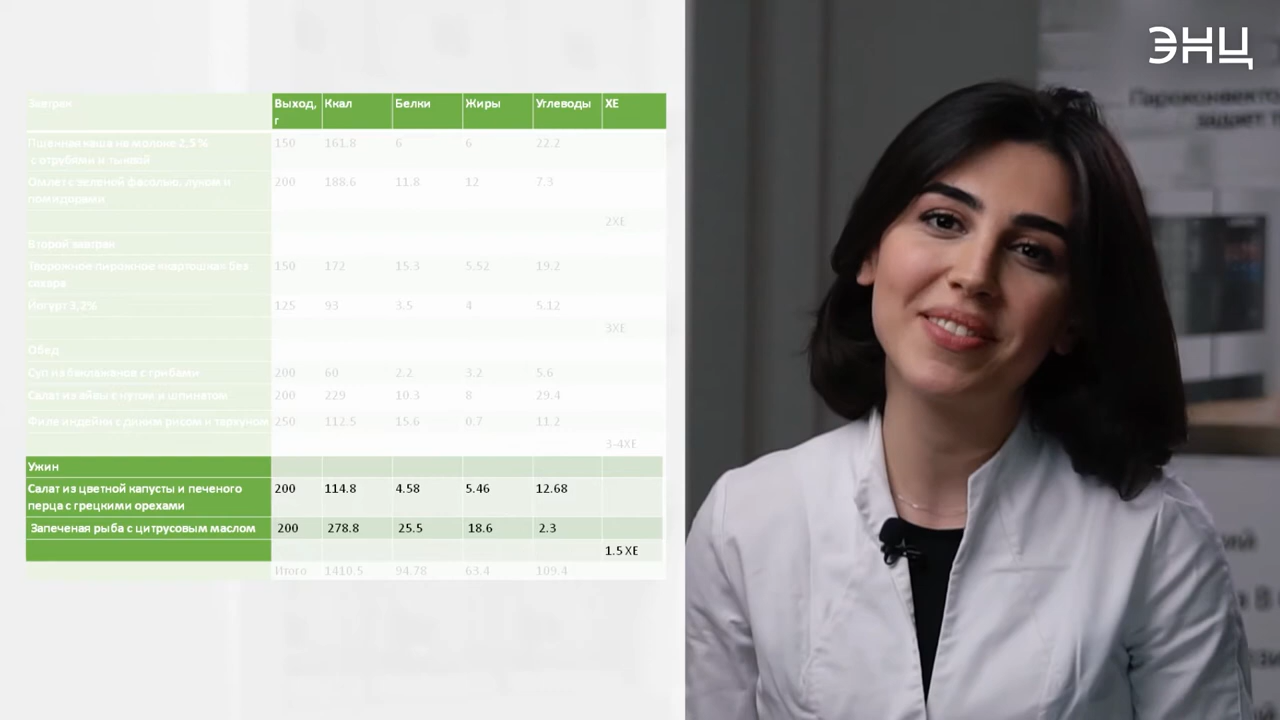 ЭНЦ
Пароконвекто
задает т
Завтрак
Выход,
г
Ккал
Белки
Жиры
Углеводы
ХЕ
Пшенная каша на молоке 2,5%
с отрубями и тыквой
150
161.8
6
6
22.2
Омлет с зеленой фасолью, луком и
помидорами
200
188.6
11.8
12
7.3
2ХЕ
Второй завтрак
Творожное пирожное «картошка» без
сахара
150
172
15.3
5.52
19.2
Йогурт 3,2%
125
93
3.5
4
5.12
3ХЕ
Обед
Суп из баклажанов с грибами
200
60
2.2
3.2
5.6
Салат из айвы с нутом и шпинатом
200
229
10.3
8
29.4
Филе индейки с диким рисом и тархуном
250
112.5
15.6
0.7
11.2
3-4ХЕ
Ужин
Салат из цветной капусты и печеного
перца с грецкими орехами
200
114.8
4.58
5.46
12.68
Запеченая рыба с цитрусовым маслом
200
278.8
25.5
18.6
2.3
1.5 ХЕ
Итого
1410.5
94.78
63.4
109.4